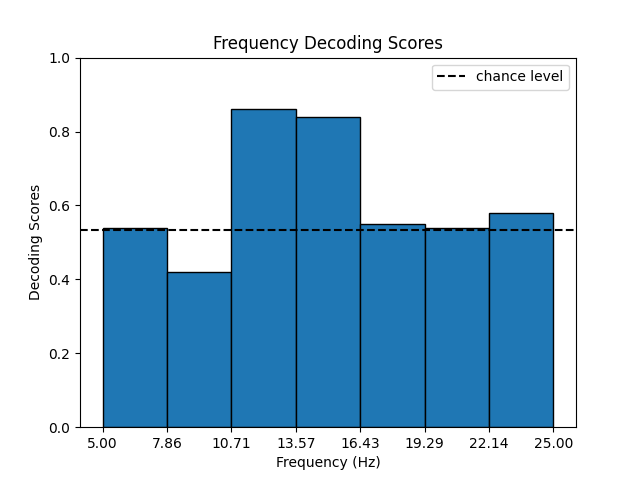 Frequency Decoding Scores
chance level
1.0
0.8
0.6
0.4
0.2
0.0
Decoding Scores
5.00 7.86 10.71 13.57 16.43 19.29 22.14 25.00
Frequency (Hz)